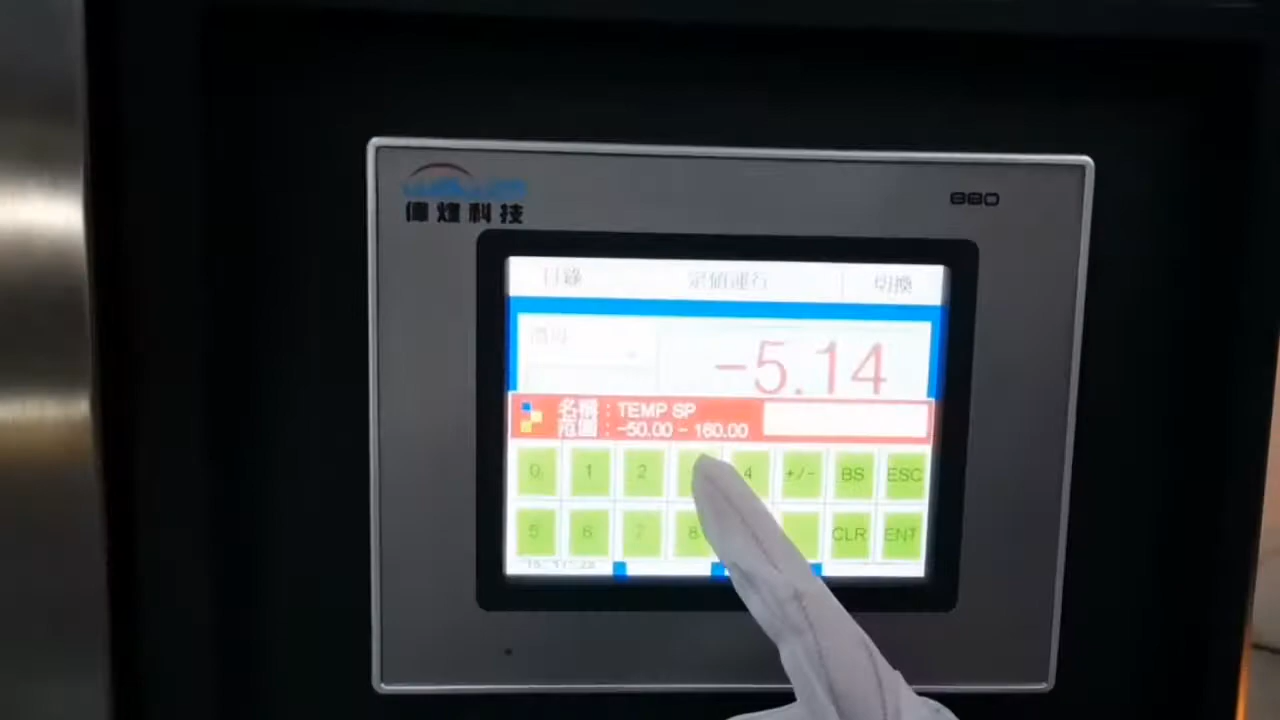 偉煌科技
880
目錄 定值運行 切換
-5.14
名稱：TEMP SP
范圍：-50.00 - 160.00
0 1 2 4 +/- BS ESC
5 6 7 8 CLR ENT